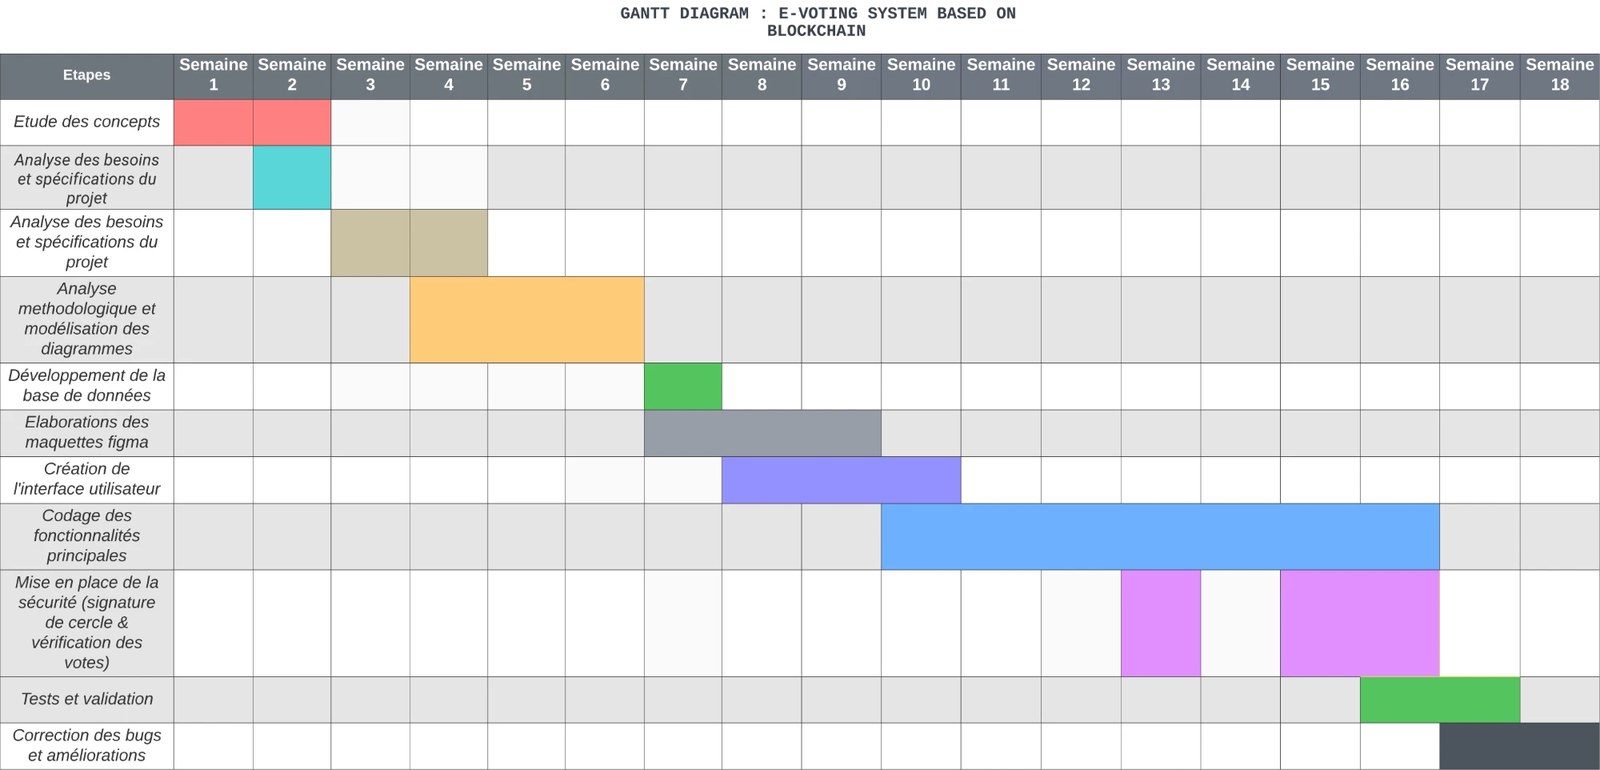 GANTT DIAGRAM : E-VOTING SYSTEM BASED ON
BLOCKCHAIN
Etapes
Semaine
1
Semaine
2
Semaine
3
Semaine
4
Semaine
5
Semaine
6
Semaine
7
Semaine
8
Semaine
9
Semaine
10
Semaine
11
Semaine
12
Semaine
13
Semaine
14
Semaine
15
Semaine
16
Semaine
17
Semaine
18
Etude des concepts
Analyse des besoins
et spécifications du
projet
Analyse des besoins
et spécifications du
projet
Analyse
methodologique et
modélisation des
diagrammes
Développement de la
base de données
Elaborations des
maquettes figma
Création de
l'interface utilisateur
Codage des
fonctionnalités
principales
Mise en place de la
sécurité (signature
de cercle &
vérification des
votes)
Tests et validation
Correction des bugs
et améliorations